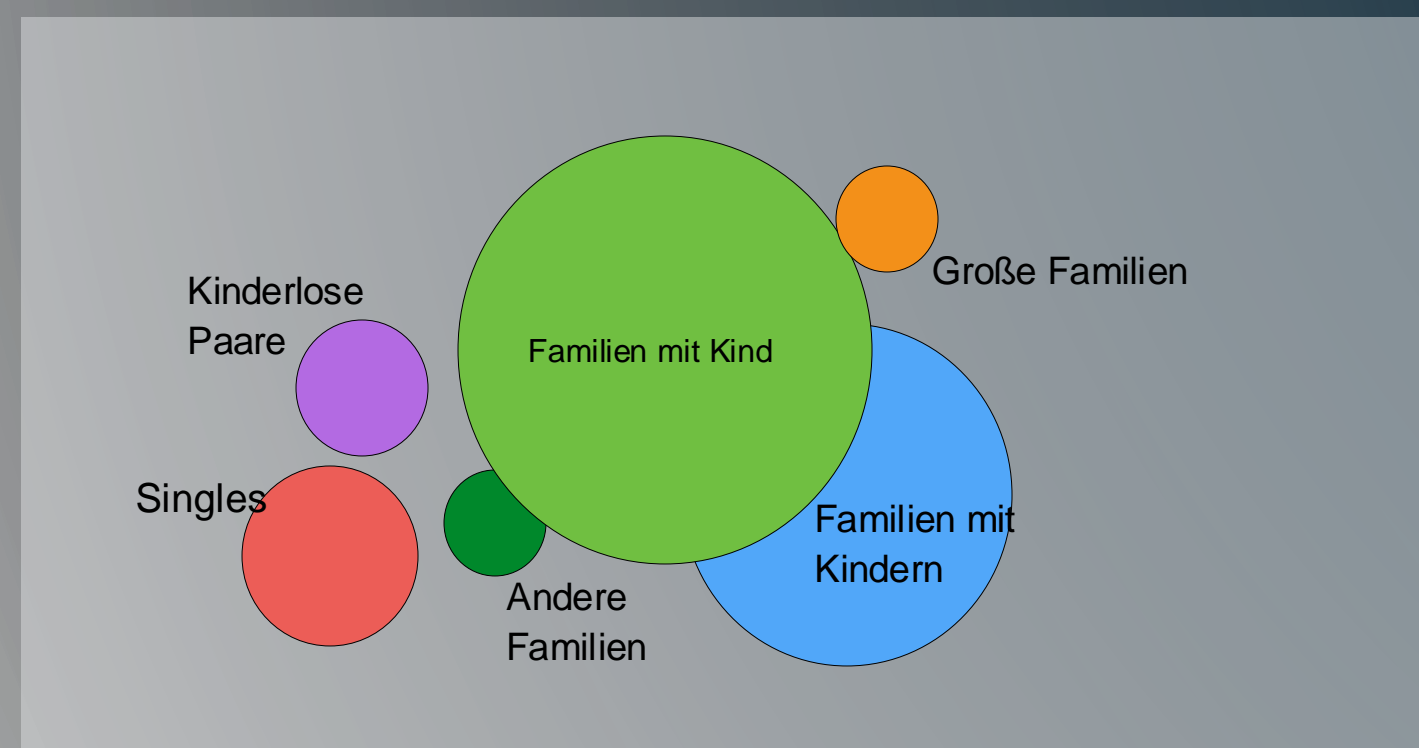 Große Familien
Kinderlose
Paare
Familien mit Kind
Singles
Familien mit
Kindern
Andere
Familien